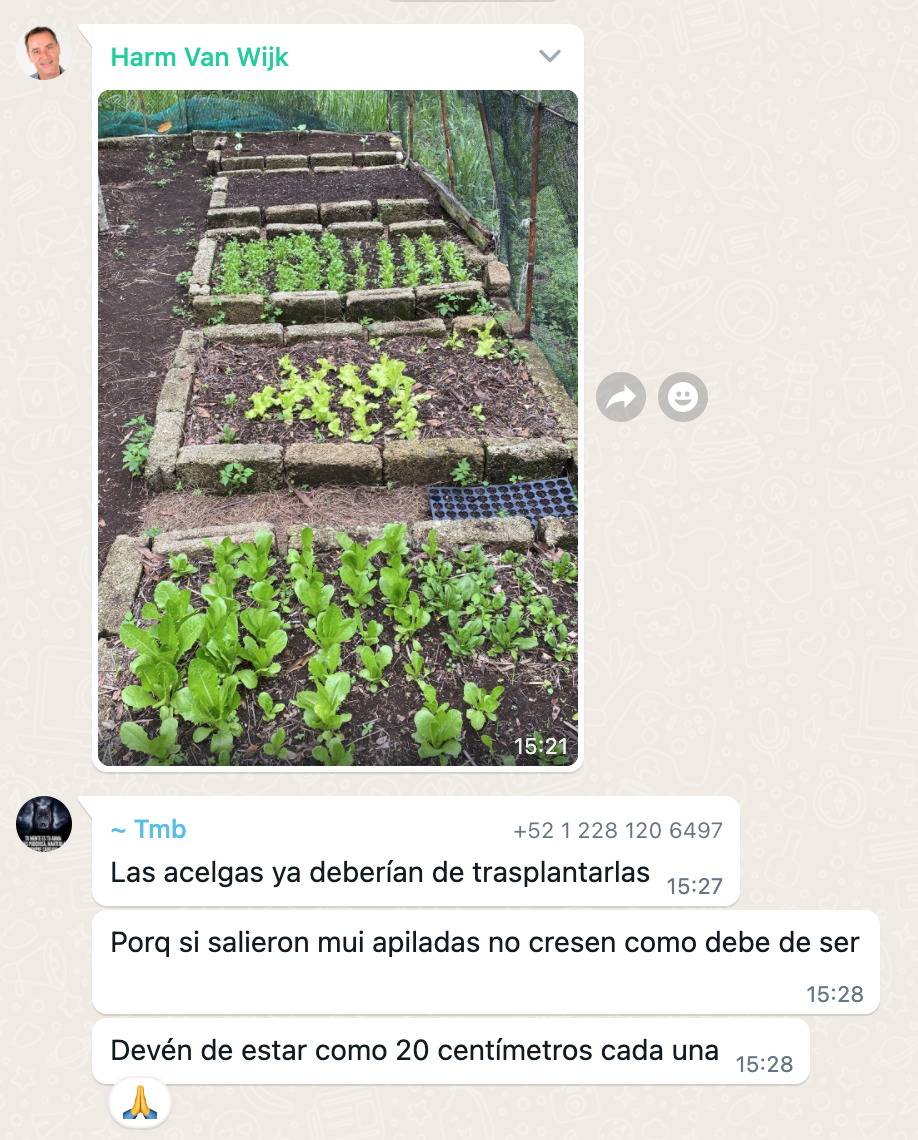 Harm Van Wijk
15:21
~ Tmb
+52 1 228 120 6497
Las acelgas ya deberían de trasplantarlas
15:27
Porq si salieron mui apiladas no cresen como debe de ser
15:28
Devén de estar como 20 centímetros cada una
15:28